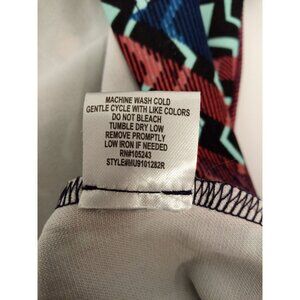 MACHINE WASH COLD
GENTLE CYCLE WITH LIKE COLORS
DO NOT BLEACH
TUMBLE DRY LOW
REMOVE PROMPTLY
LOW IRON IF NEEDED
RN#105243
STYLE#MU9101282R